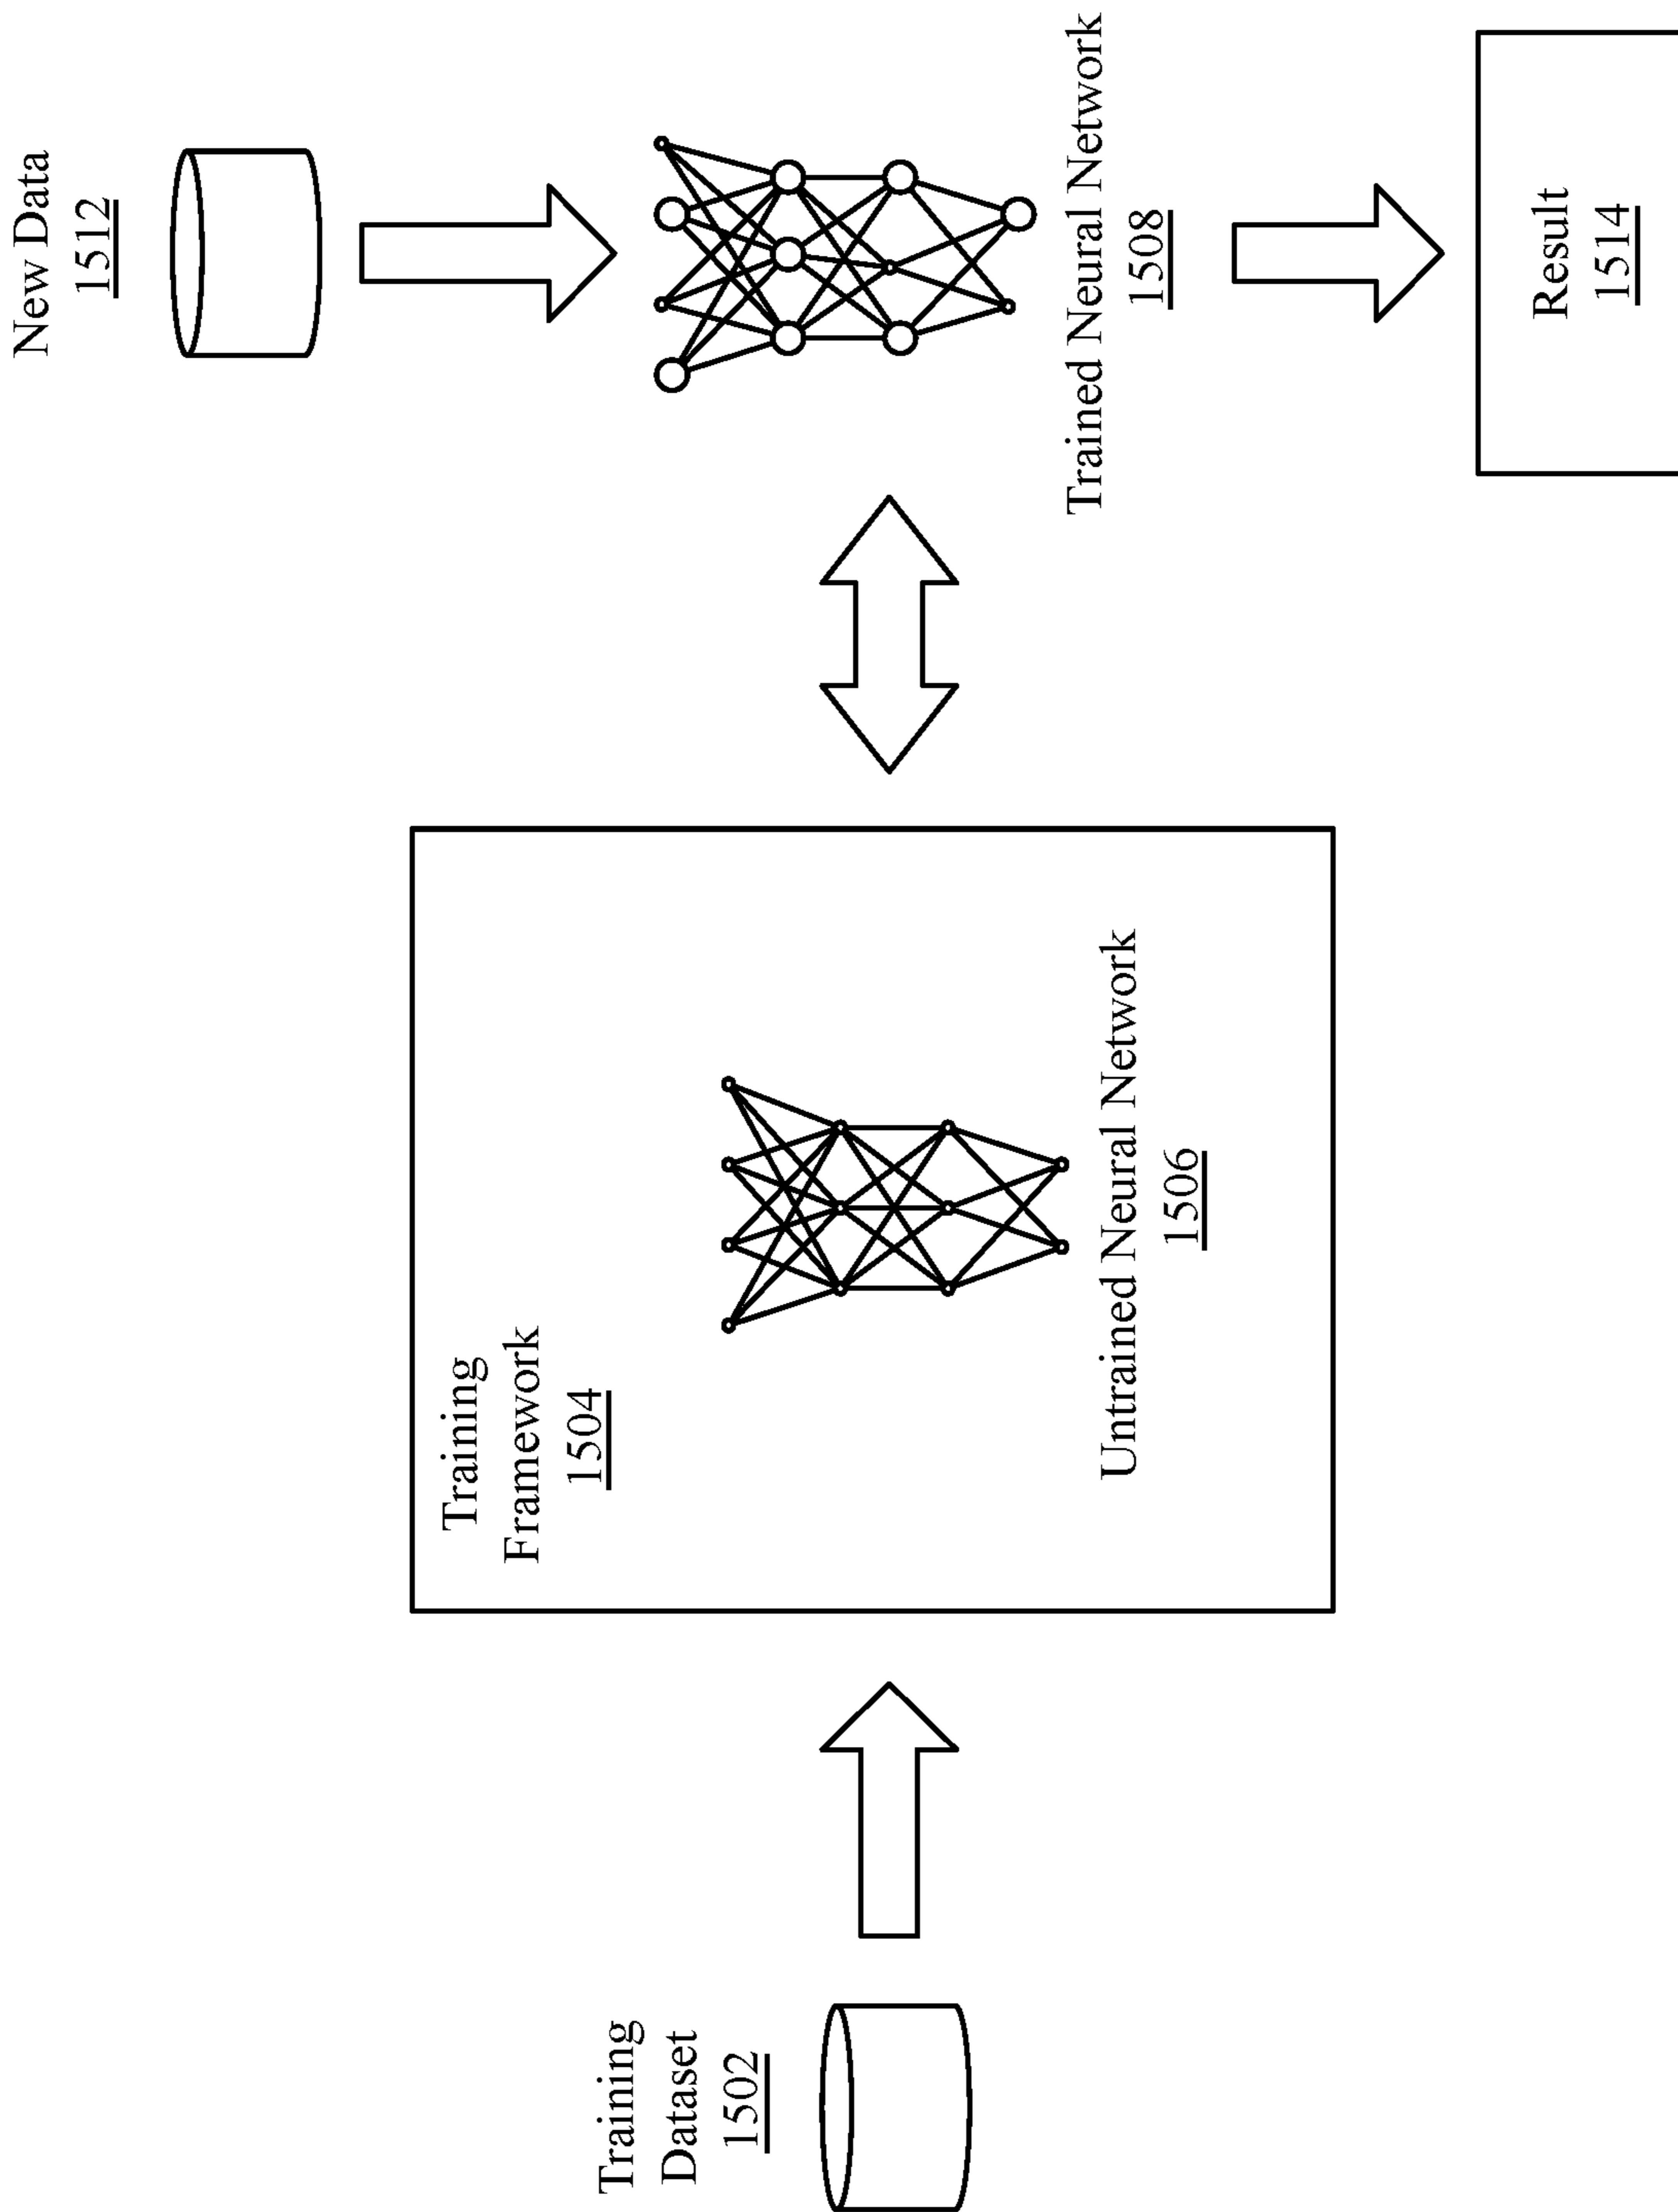 Training
Dataset
1502
Training
Framework
1504
Untrained Neural Network
1506
New Data
1512
Trained Neural Network
1508
Result
1514